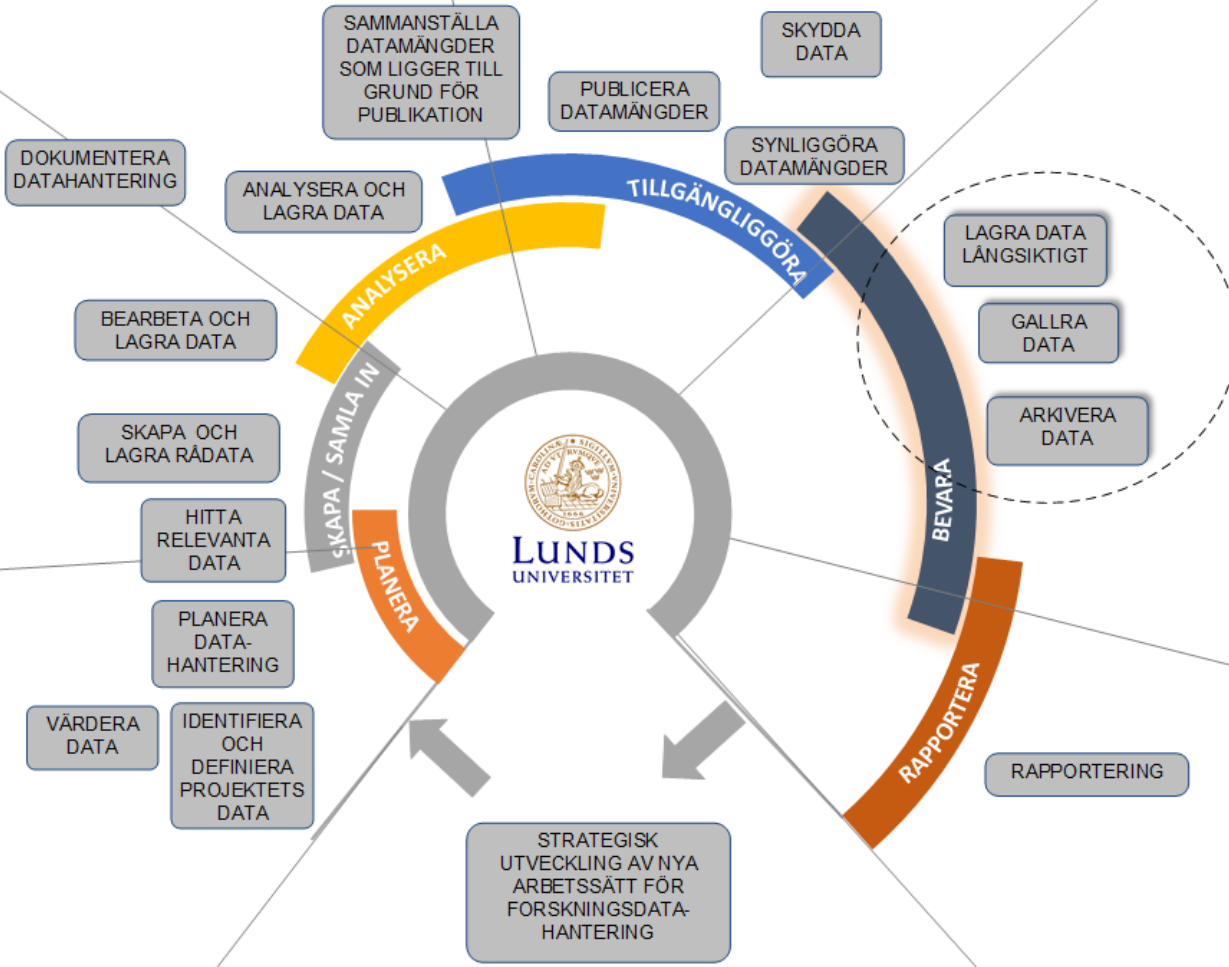 SAMMANSTÄLLA
DATAMÄNGDER
SOM LIGGER TILL
GRUND FÖR
PUBLIKATION
SKYDDA
DATA
PUBLICERA
DATAMÄNGDER
SYNLIGGÖRA
DATAMÄNGDER
DOKUMENTERA
DATAHANTERING
ANALYSERA OCH
LAGRA DATA
TILLGÄNGLIGGÖRA
LAGRA DATA
LÅNGSIKTIGT
ANALYSERA
BEARBETA OCH
LAGRA DATA
GALLRA
DATA
SKAPA / SAMLA IN
SKAPA OCH
LAGRA RÅDATA
ARKIVERA
DATA
BEVARA
HITTA
RELEVANTA
DATA
PLANERA
LUNDS
UNIVERSITET
PLANERA
DATA-
HANTERING
VÄRDERA
DATA
IDENTIFIERA
OCH
DEFINIERA
PROJEKTETS
DATA
RAPPORTERA
RAPPORTERING
STRATEGISK
UTVECKLING AV NYA
ARBETSSÄTT FÖR
FORSKNINGSDATA-
HANTERING